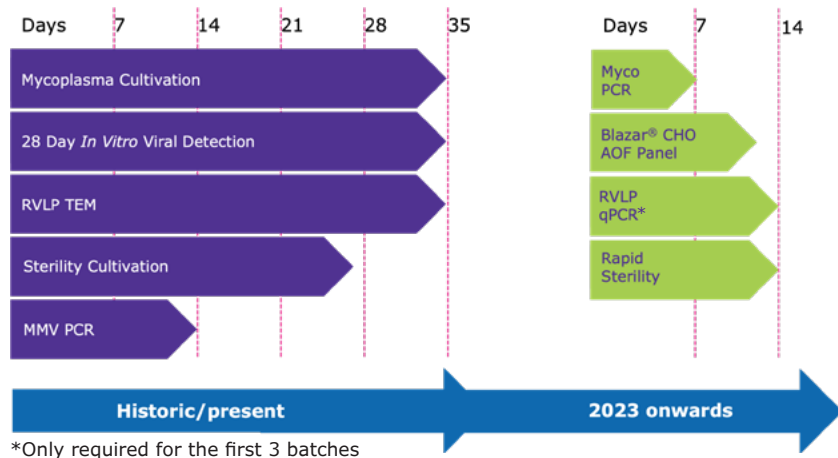 Days 7 14 21 28 35
Mycoplasma Cultivation
28 Day In Vitro Viral Detection
RVLP TEM
Sterility Cultivation
MMV PCR
Days 7 14
Myco
PCR
Blazar® CHO
AOF Panel
RVLP
qPCR*
Rapid
Sterility
Historic/present
2023 onwards
*Only required for the first 3 batches